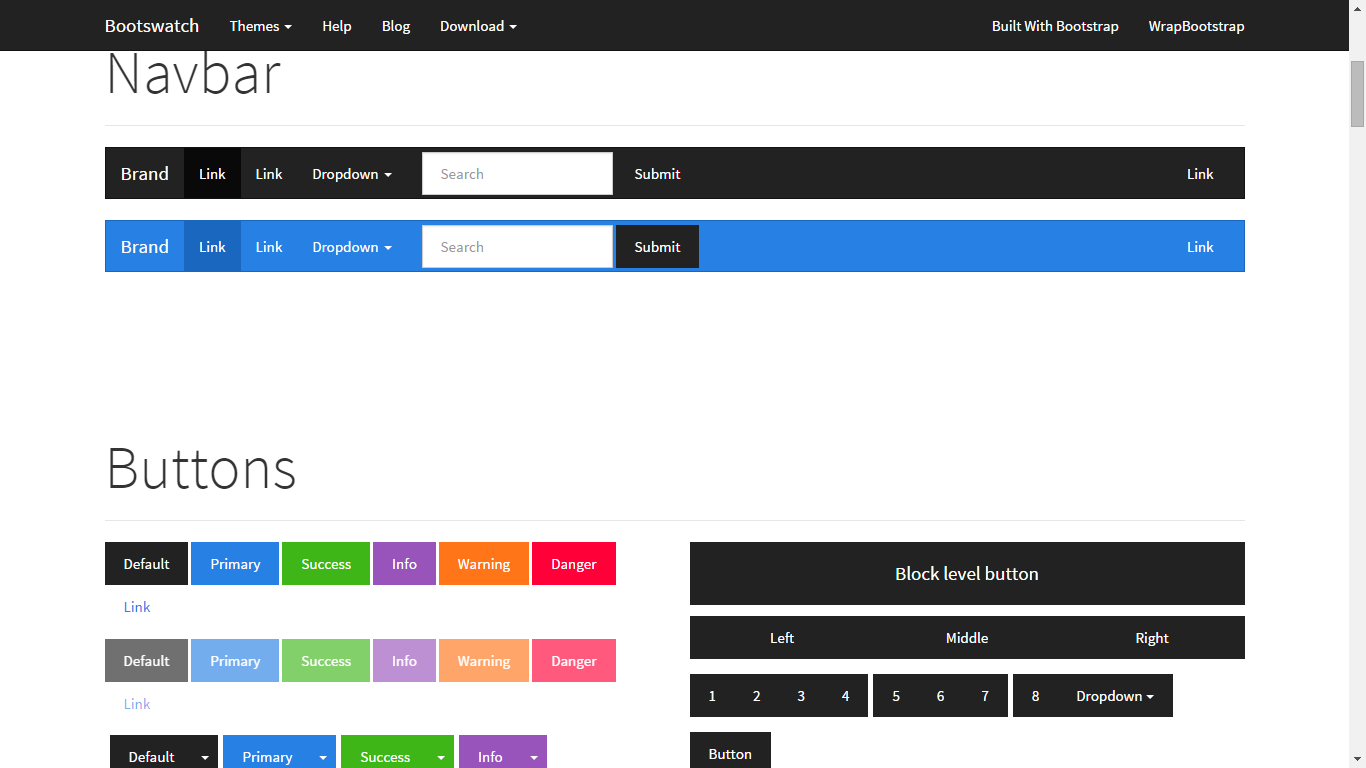 Bootswatch Themes Help Blog Download Built With Bootstrap WrapBootstrap
Navbar
Brand Link Link Dropdown Search Submit Link
Brand Link Link Dropdown Search Submit Link
Buttons
Default Primary Success Info Warning Danger
Link
Default Primary Success Info Warning Danger
Link
Default Primary Success Info
Block level button
Left Middle Right
1 2 3 4 5 6 7 8 Dropdown
Button